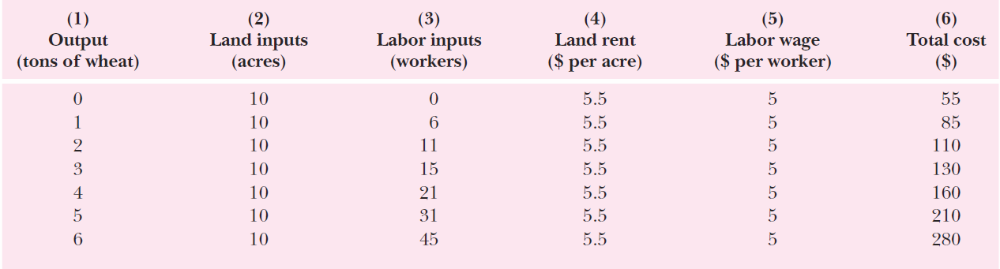 (1) (2) (3) (4) (5) (6)
Output Land inputs Labor inputs Land rent Labor wage Total cost
(tons of wheat) (acres) (workers) ($ per acre) ($ per worker) ($)
0 10 0 5.5 5 55
1 10 6 5.5 5 85
2 10 11 5.5 5 110
3 10 15 5.5 5 130
4 10 21 5.5 5 160
5 10 31 5.5 5 210
6 10 45 5.5 5 280